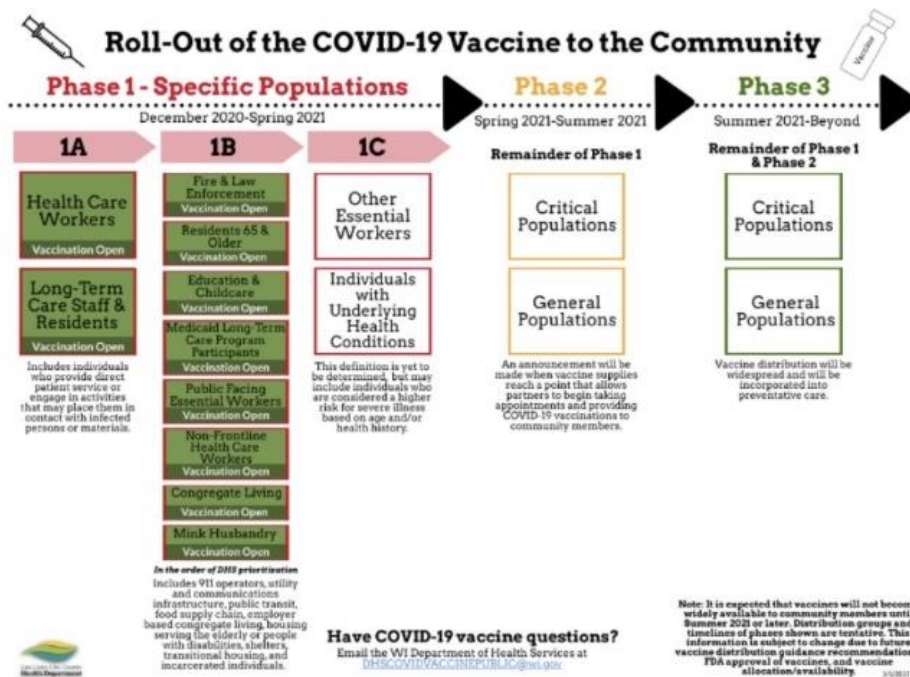 Roll-Out of the COVID-19 Vaccine to the Community
Vaccine
Phase 1 - Specific Populations
December 2020-Spring 2021
Phase 2
Spring 2021-Summer 2021
Phase 3
Summer 2021-Beyond
1A
Health Care
Workers
Vaccination Open
Long-Term
Care Staff &
Residents
Vaccination Open
Includes individuals
who provide direct
patient service or
engage in activities
that may place them in
contact with infected
persons or materials.
1B
Fire & Law
Enforcement
Vaccination Open
Residents 65 &
Older
Vaccination Open
Education &
Childcare
Vaccination Open
Medicaid Long-Term
Care Program
Participants
Vaccination Open
Public Facing
Essential Workers
Vaccination Open
Non-Frontline
Health Care
Workers
Vaccination Open
Congregate Living
Vaccination Open
Mink Husbandry
Vaccination Open
In the order of DHS prioritization
Includes 911 operators, utility
and communications
infrastructure, public transit,
food supply chain, employer
based congregate living, housing
serving the elderly or people
with disabilities, shelters,
transitional housing, and
incarcerated individuals.
1C
Other
Essential
Workers
Individuals
with
Underlying
Health
Conditions
This definition is yet to
be determined, but may
include individuals who
are considered a higher
risk for severe illness
based on age and/or
health history.
Remainder of Phase 1
Critical
Populations
General
Populations
An announcement will be
made when vaccine supplies
reach a point that allows
partners to begin taking
appointments and providing
COVID-19 vaccinations to
community members.
Remainder of Phase 1
& Phase 2
Critical
Populations
General
Populations
Vaccine distribution will be
widespread and will be
incorporated into
preventative care.
Have COVID-19 vaccine questions?
Email the WI Department of Health Services at
DHSCOVIDVACCINEPUBLIC@wi.gov
Note: It is expected that vaccines will not become
widely available to community members until
Summer 2021 or later. Distribution groups and
timelines of phases shown are tentative. This
information is subject to change due to future
vaccine distribution guidance recommendation
FDA approval of vaccines, and vaccine
allocation/availability.
Health Department